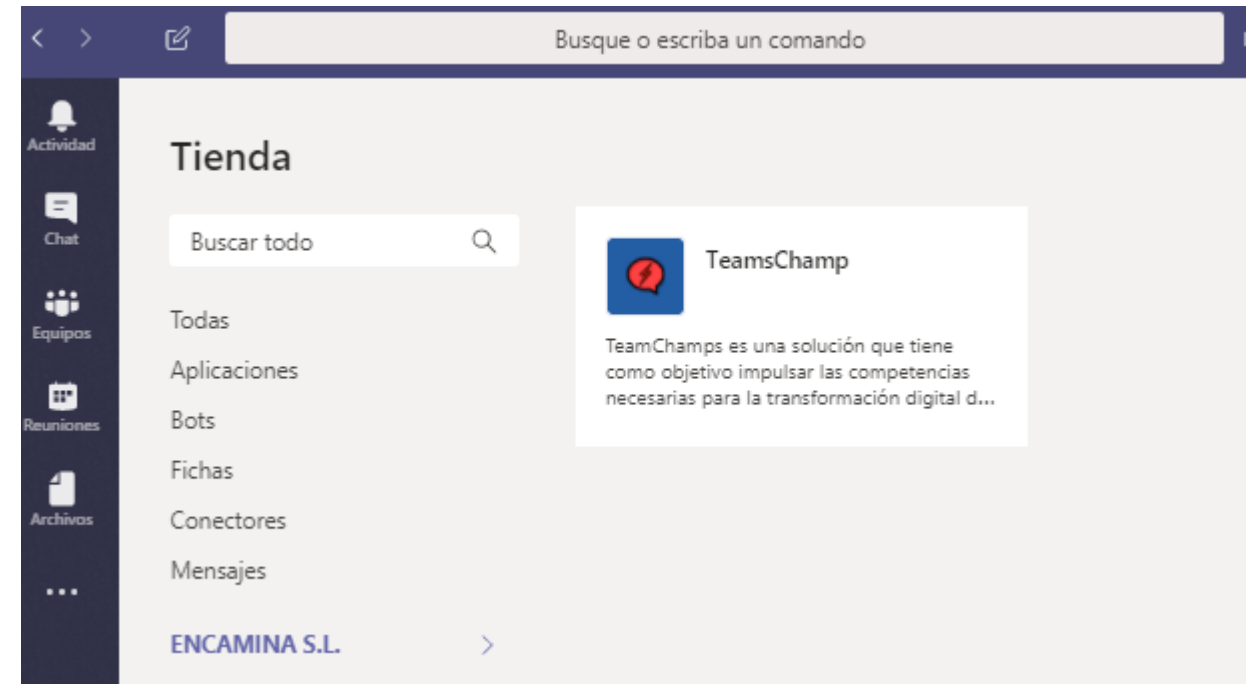 Busque o escriba un comando
Actividad
Chat
Equipos
Reuniones
Archivos
Tienda
Buscar todo
Todas
Aplicaciones
Bots
Fichas
Conectores
Mensajes
ENCAMINA S.L.
TeamsChamp
TeamChamps es una solución que tiene
como objetivo impulsar las competencias
necesarias para la transformación digital d...